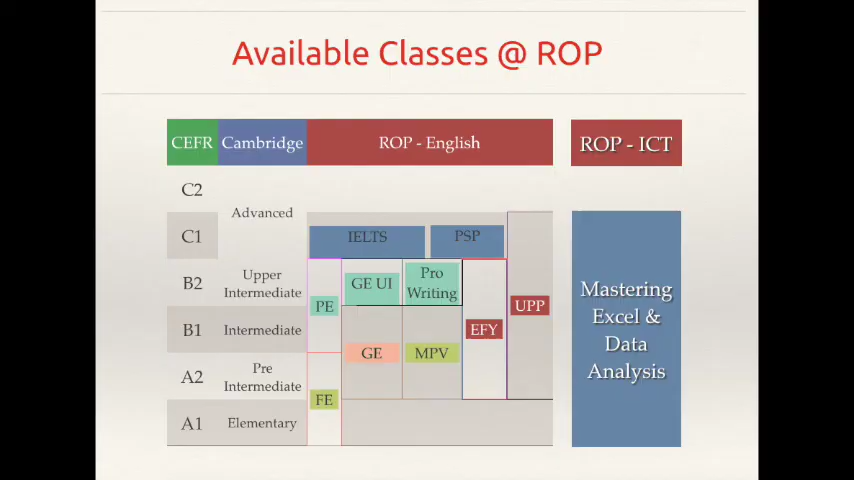 Available Classes @ ROP
CEFR Cambridge ROP - English ROP - ICT
C2
Advanced
C1 IELTS PSP
B2 Upper Intermediate GE UI Pro Writing
PE UPP
B1 Intermediate EFY
A2 Pre Intermediate GE MPV
FE
A1 Elementary
Mastering
Excel &
Data
Analysis